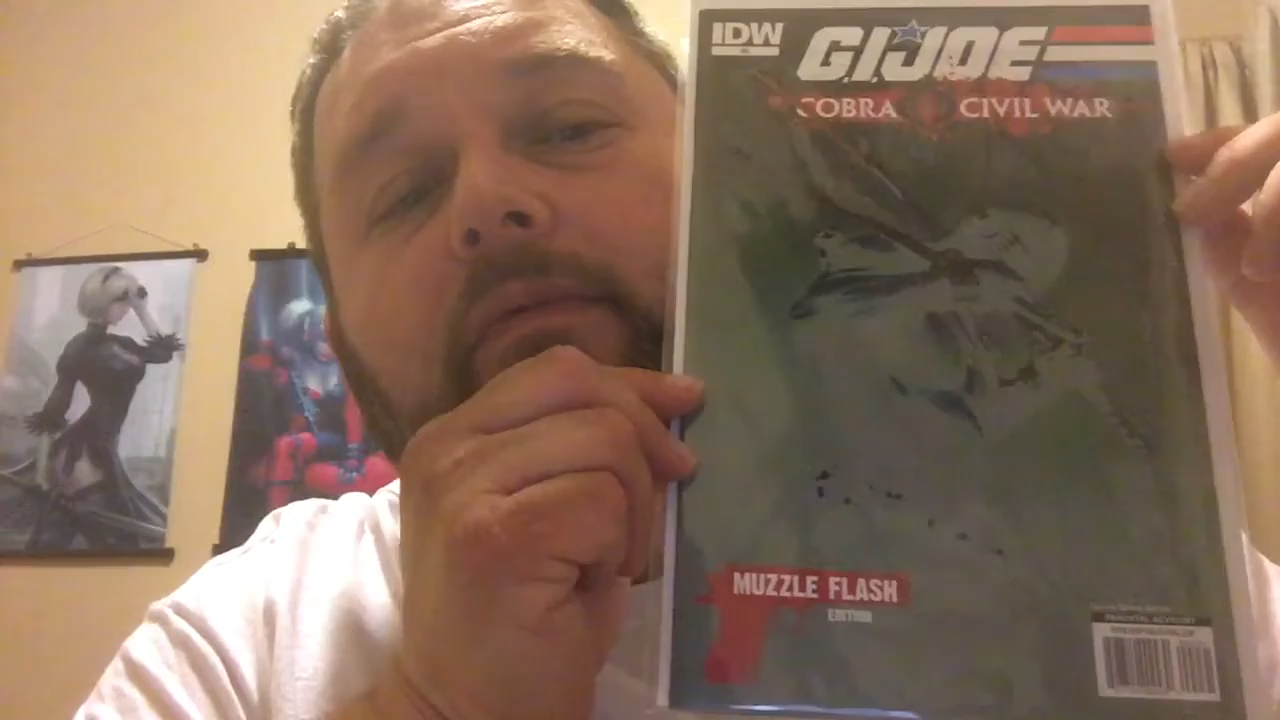 IDW
G.I.JOE
COBRA CIVIL WAR
MUZZLE FLASH
EDITION